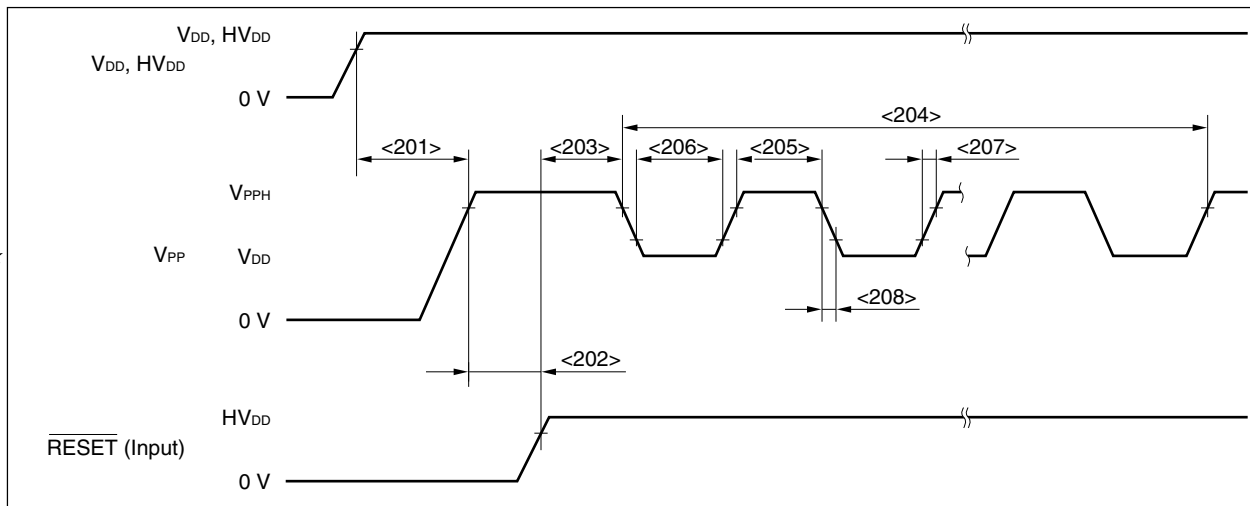 VDD, HVDD
VDD, HVDD
0 V
<204>
<201>
<203>
<206>
<205>
<207>
VPPH
VPP
VDD
<208>
0 V
<202>
HVDD
RESET (Input)
0 V